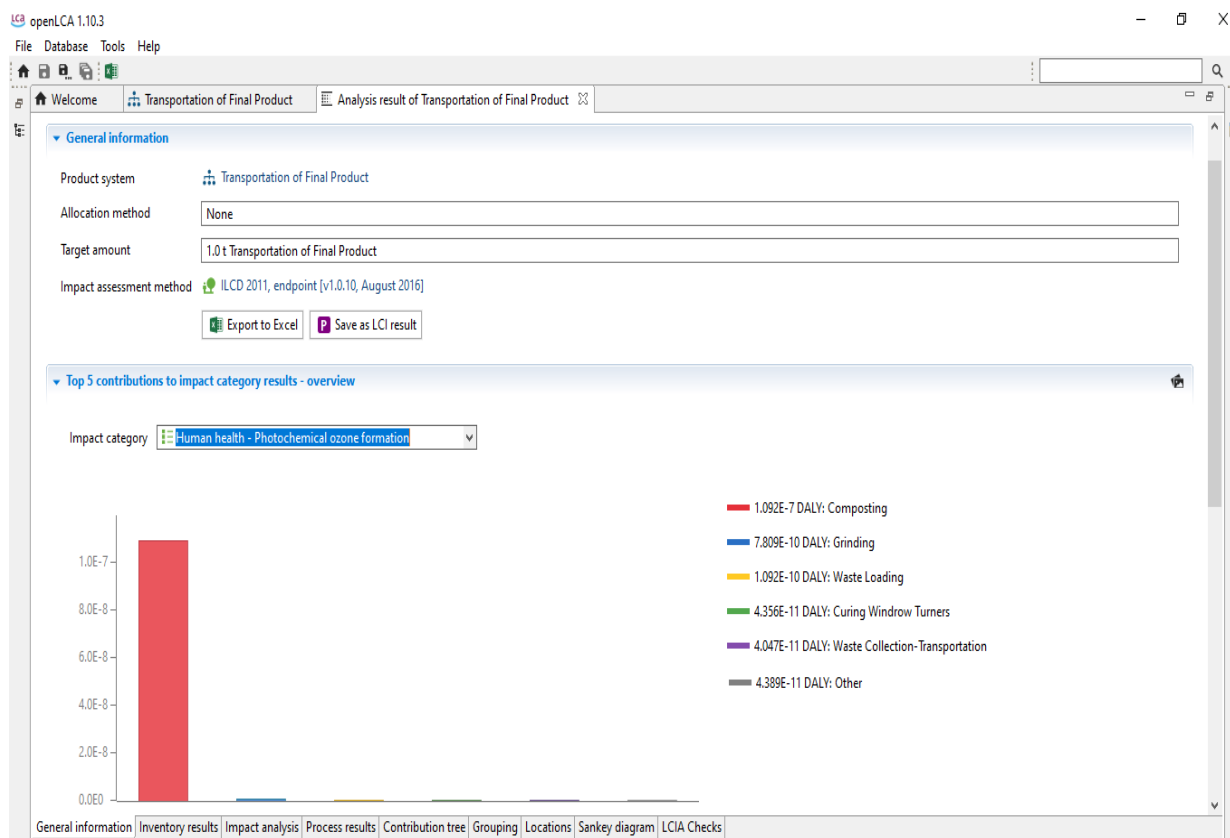 LCa openLCA 1.10.3
File Database Tools Help
Welcome Transportation of Final Product Analysis result of Transportation of Final Product
General information
Product system Transportation of Final Product
Allocation method None
Target amount 1.0 t Transportation of Final Product
Impact assessment method ILCD 2011, endpoint [v1.0.10, August 2016]
Export to Excel P Save as LCI result
Top 5 contributions to impact category results - overview
Impact category Human health - Photochemical ozone formation
1.092E-7 DALY: Composting
7.809E-10 DALY: Grinding
1.092E-10 DALY: Waste Loading
4.356E-11 DALY: Curing Windrow Turners
4.047E-11 DALY: Waste Collection-Transportation
4.389E-11 DALY: Other
1.0E-7
8.0E-8
6.0E-8
4.0E-8
2.0E-8
0.0E0
General information Inventory results Impact analysis Process results Contribution tree Grouping Locations Sankey diagram LCIA Checks